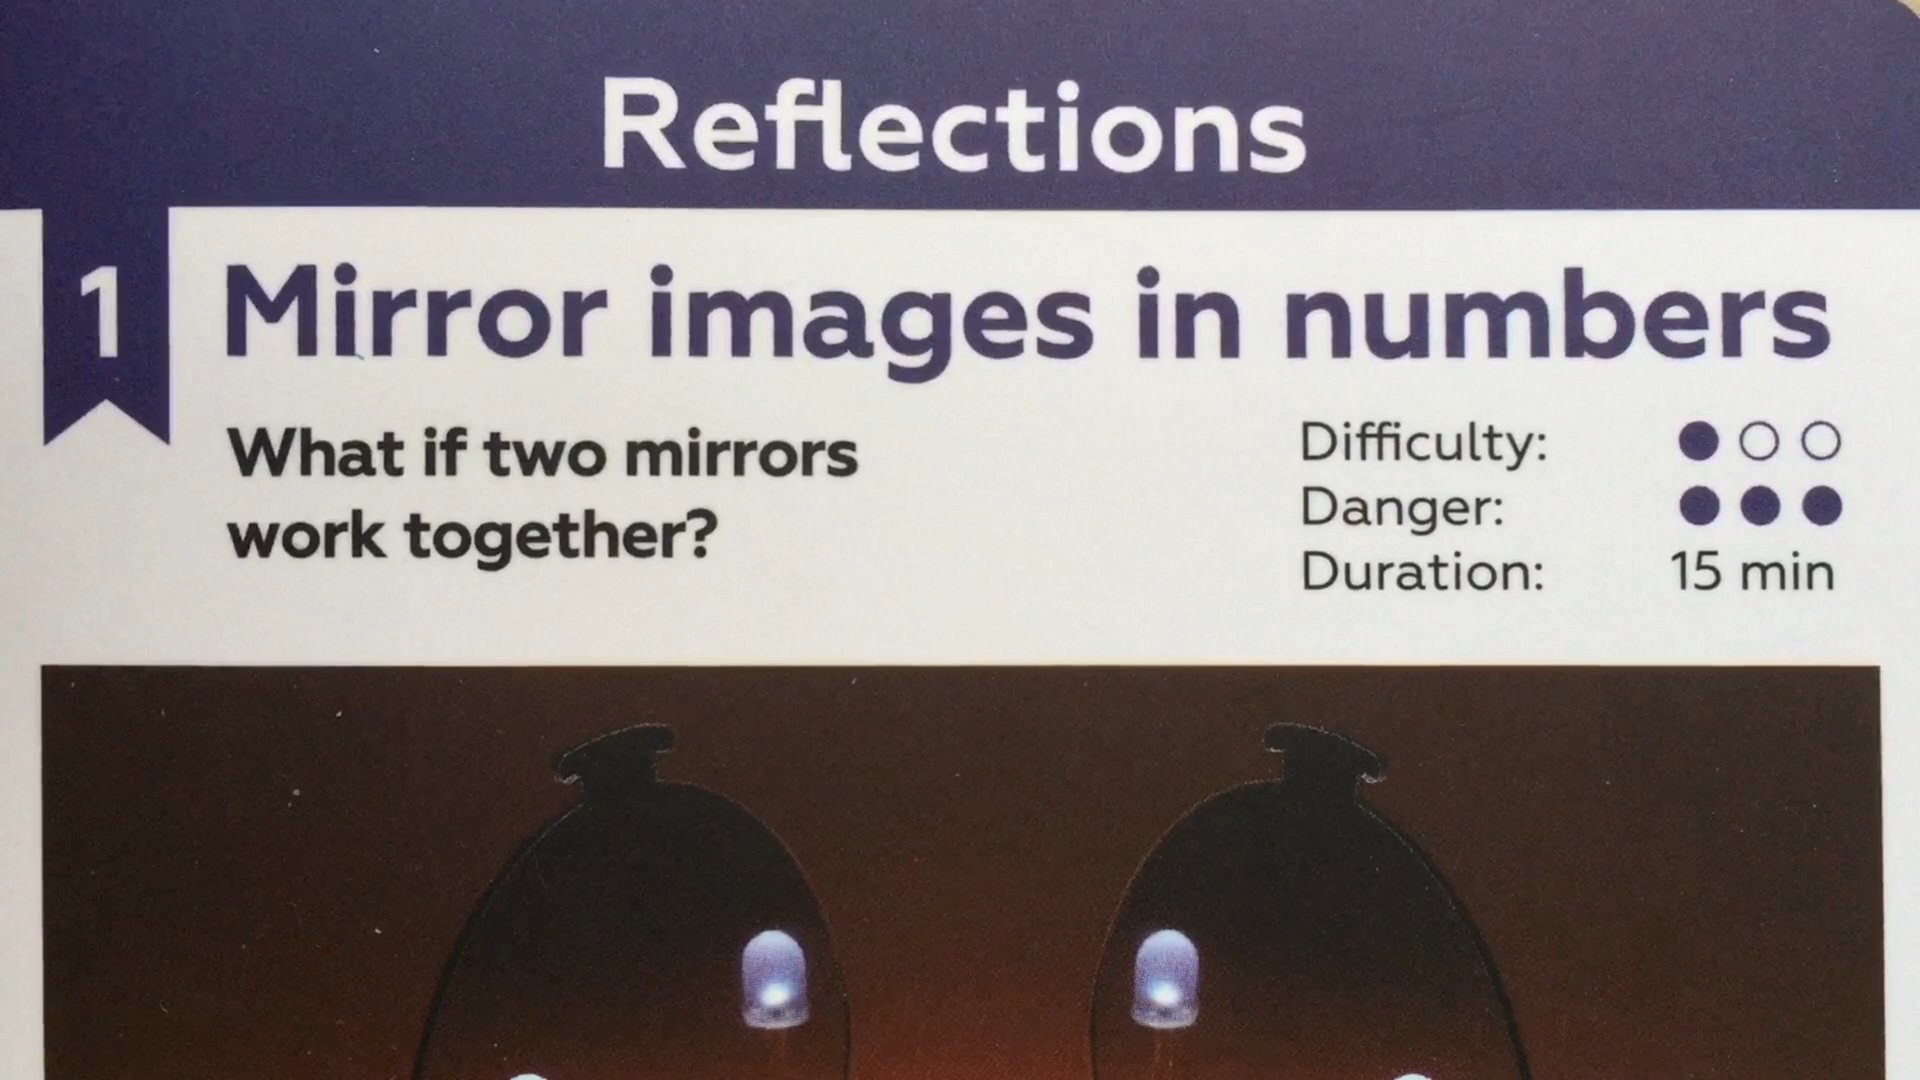 Reflections
1 Mirror images in numbers
What if two mirrors
work together?
Difficulty:
Danger:
Duration: 15 min